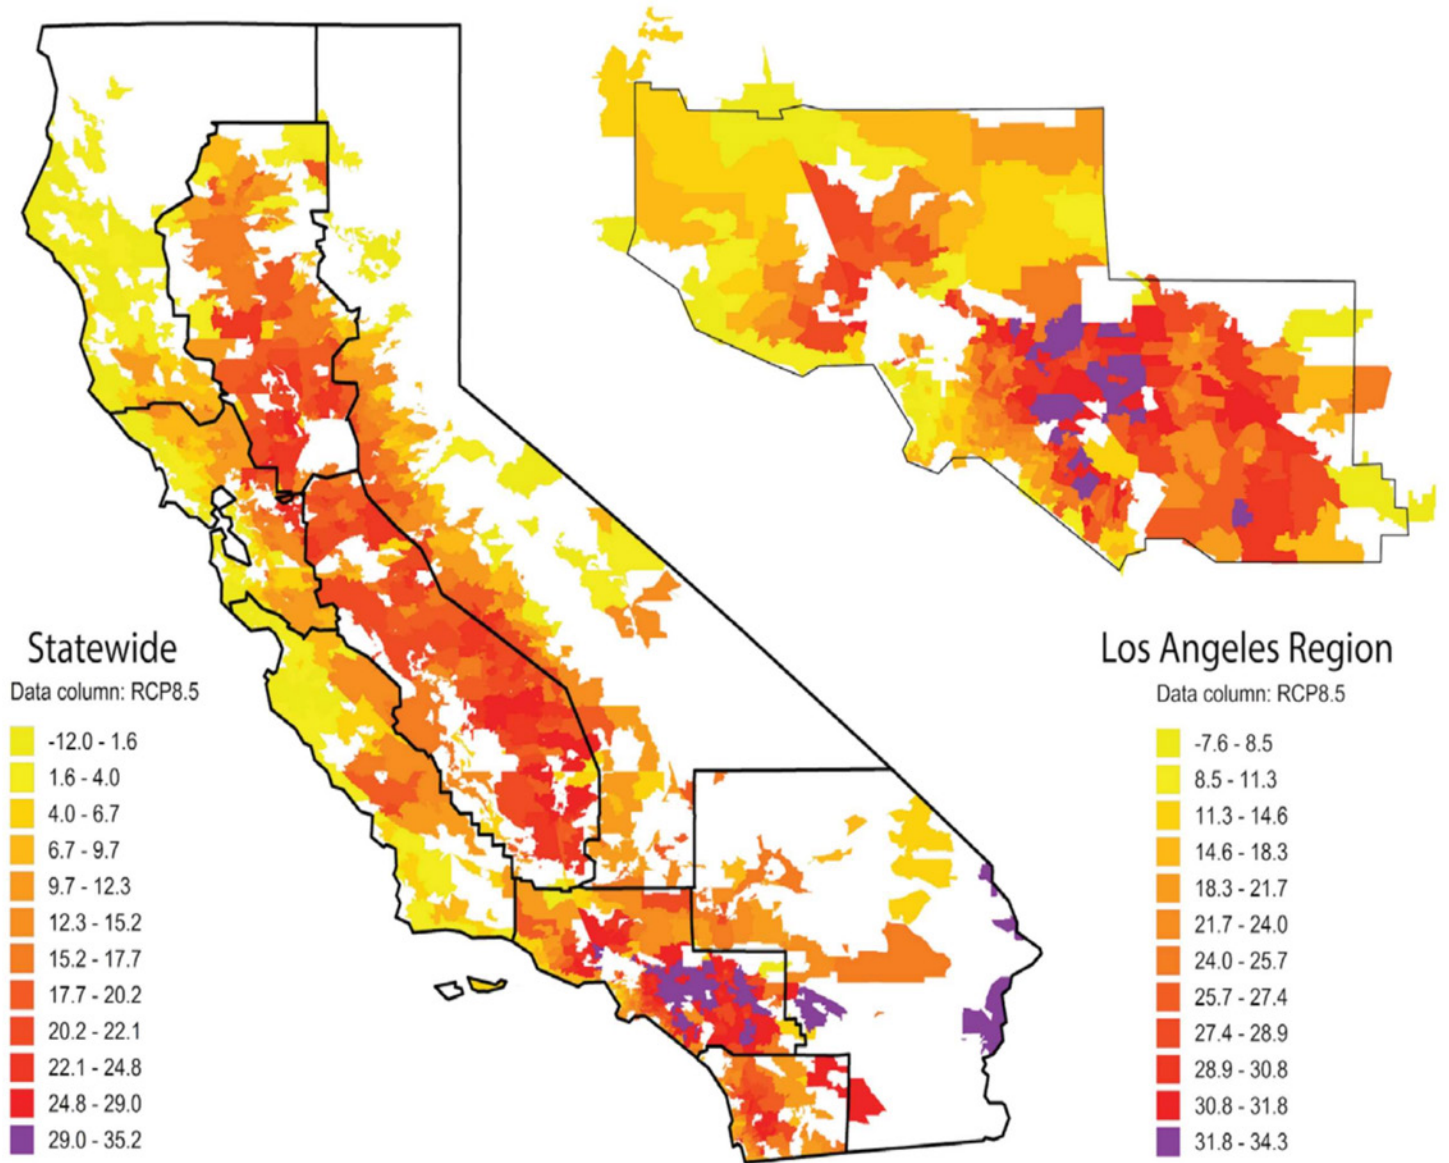 Statewide
Data column: RCP8.5
-12.0 - 1.6
1.6 - 4.0
4.0 - 6.7
6.7 - 9.7
9.7 - 12.3
12.3 - 15.2
15.2 - 17.7
17.7 - 20.2
20.2 - 22.1
22.1 - 24.8
24.8 - 29.0
29.0 - 35.2
Los Angeles Region
Data column: RCP8.5
-7.6 - 8.5
8.5 - 11.3
11.3 - 14.6
14.6 - 18.3
18.3 - 21.7
21.7 - 24.0
24.0 - 25.7
25.7 - 27.4
27.4 - 28.9
28.9 - 30.8
30.8 - 31.8
31.8 - 34.3